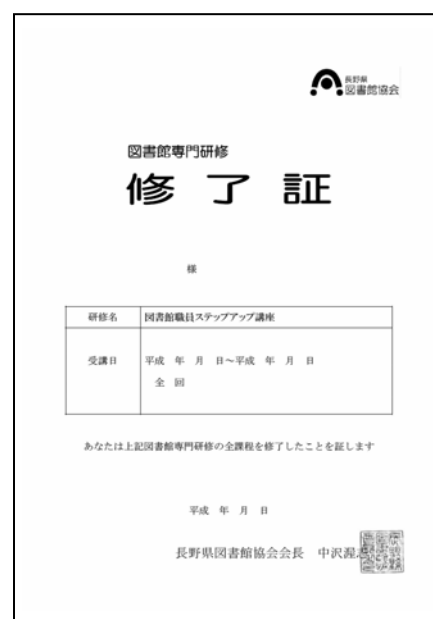 長野県
図書館協会
図書館専門研修
修了証
様
研修名 図書館職員ステップアップ講座
受講日 平成 年 月 日～平成 年 月 日
全 回
あなたは上記図書館専門研修の全課程を修了したことを証します
平成 年 月 日
長野県図書館協会会長 中沢渥